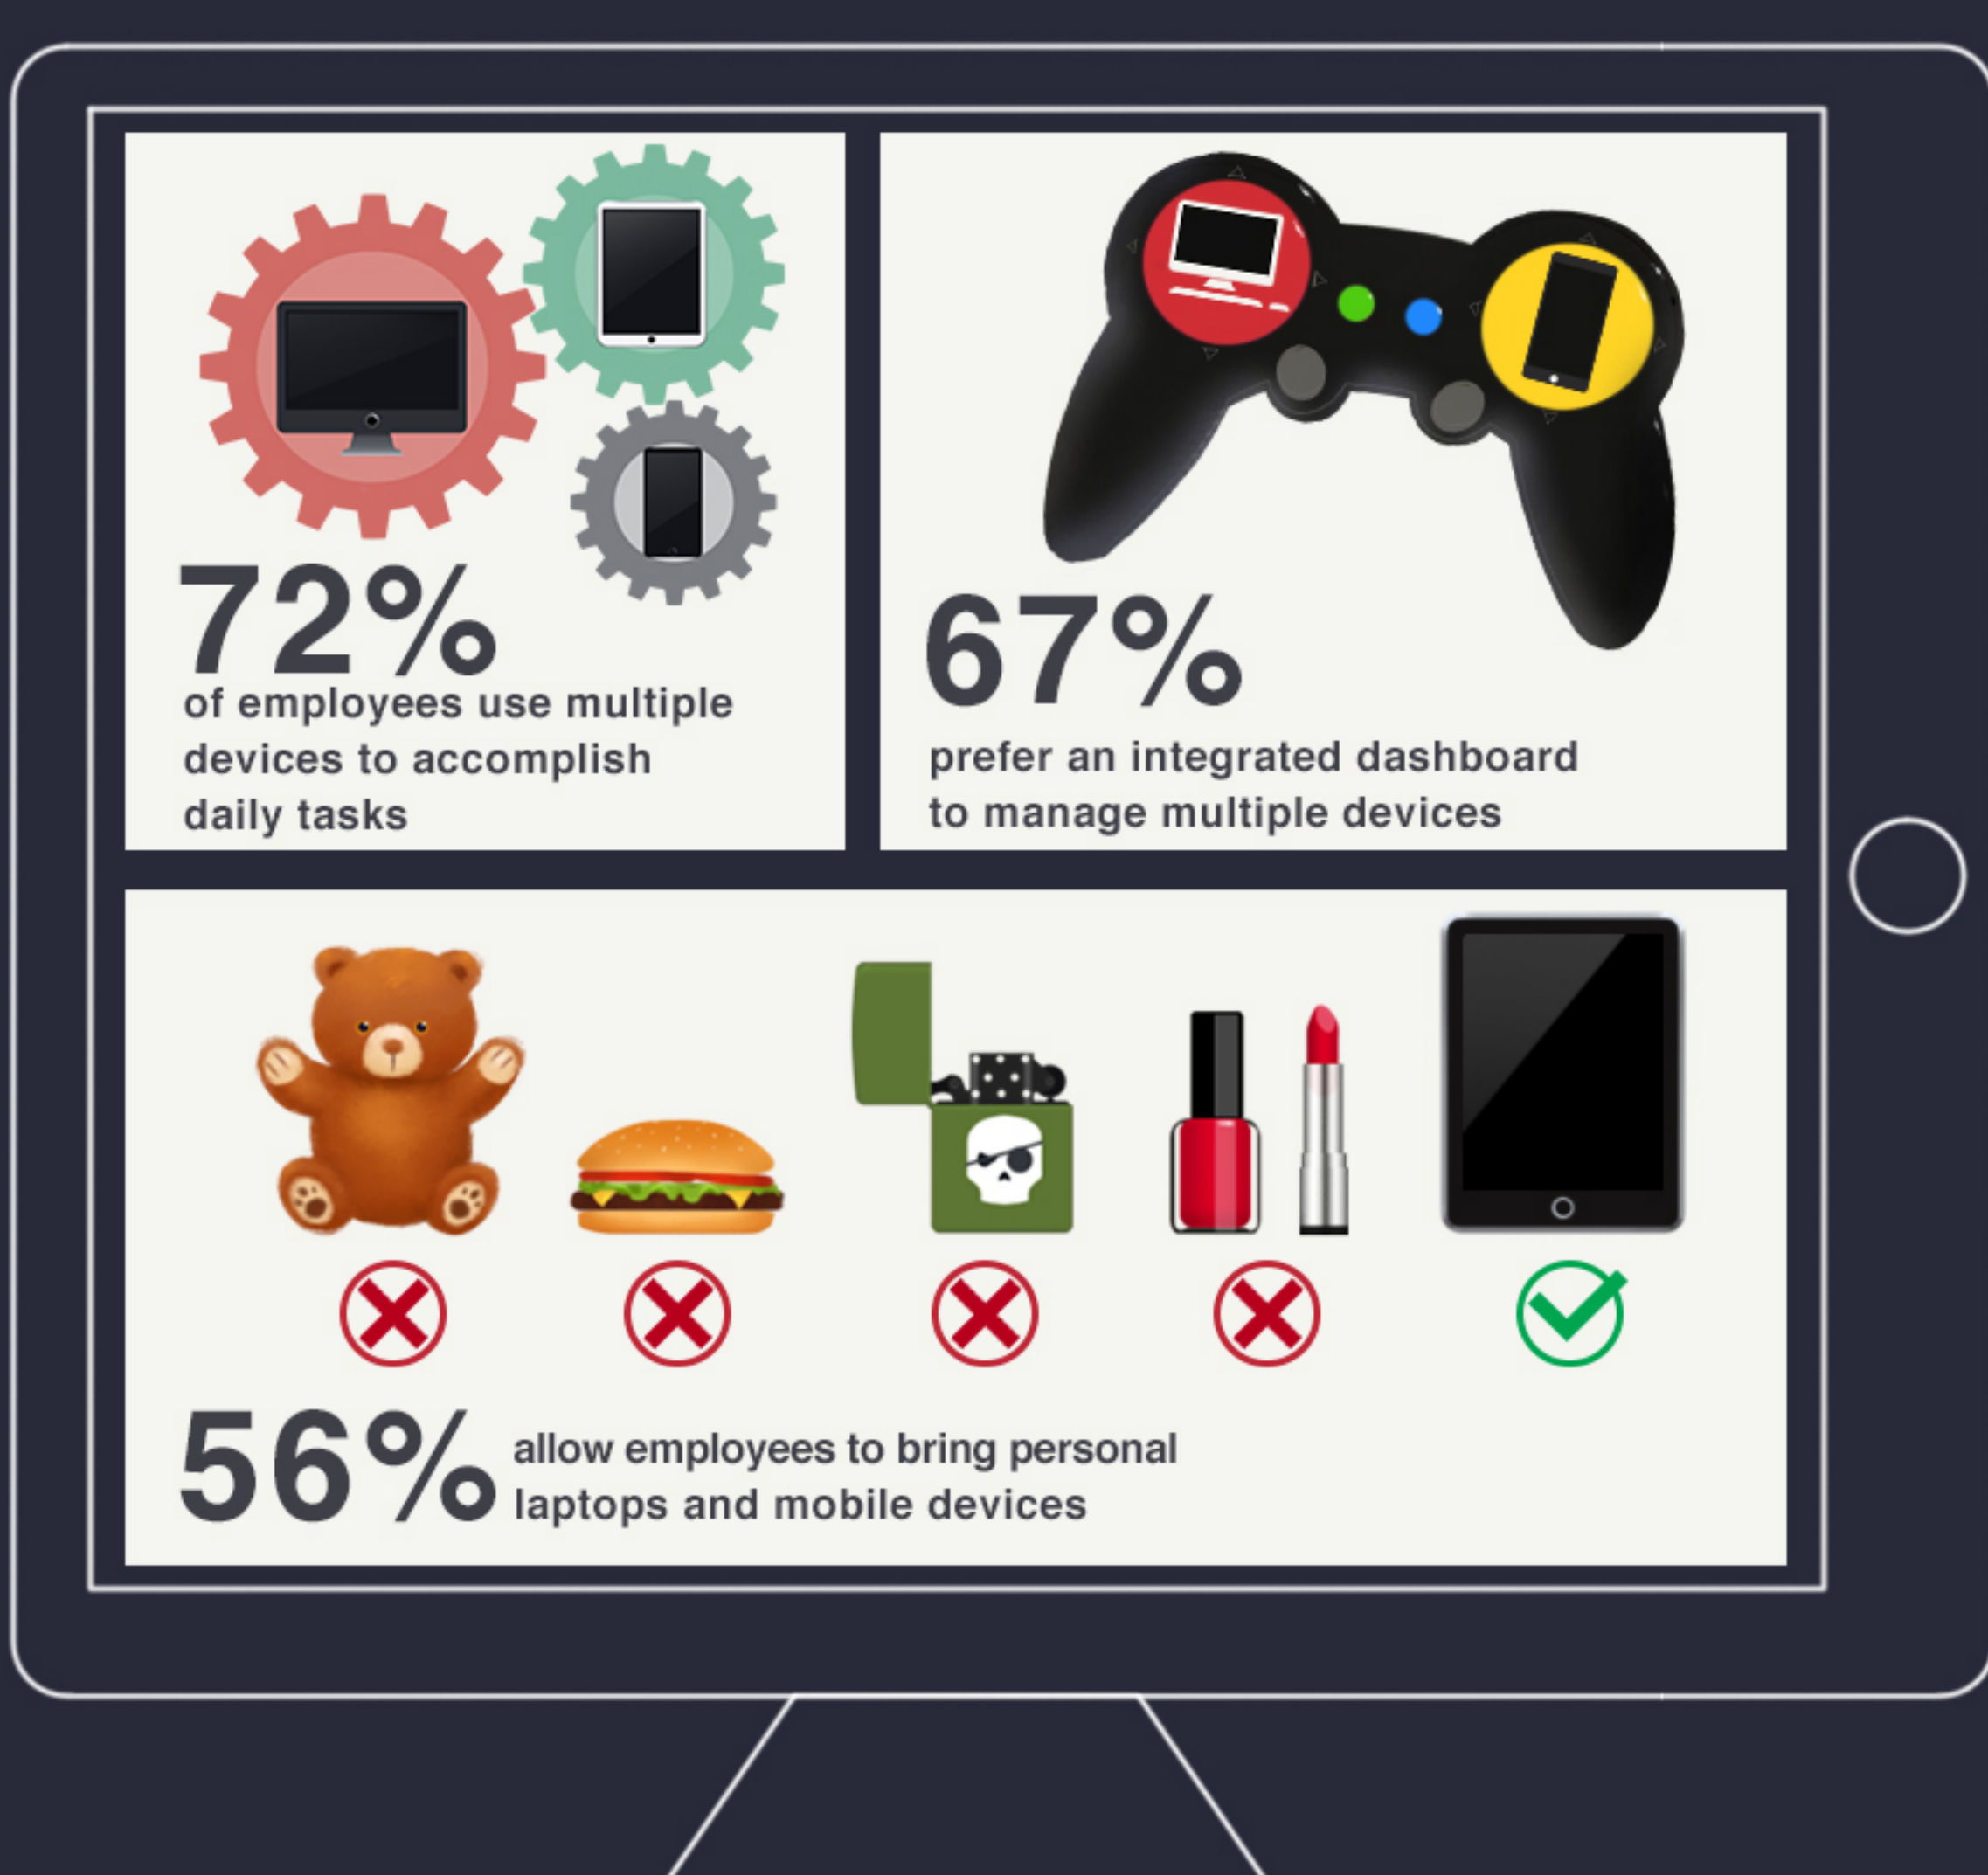 72%
of employees use multiple
devices to accomplish
daily tasks
67%
prefer an integrated dashboard
to manage multiple devices
56%
allow employees to bring personal
laptops and mobile devices